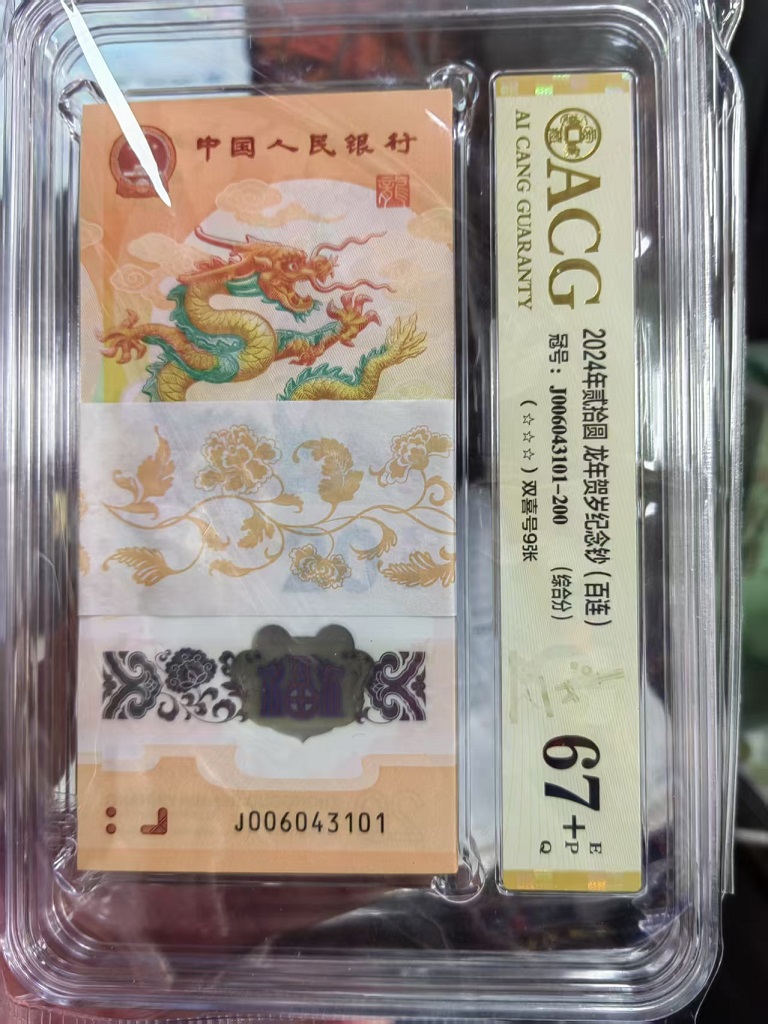 中国人民银行
龍
J006043101
ACG
AI CANG GUARANTY
2024年贰拾圆 龙年贺岁纪念钞（百连）
冠号：J006043101-200 （综合分）
（☆☆☆）双喜号9张
67+
EPQ